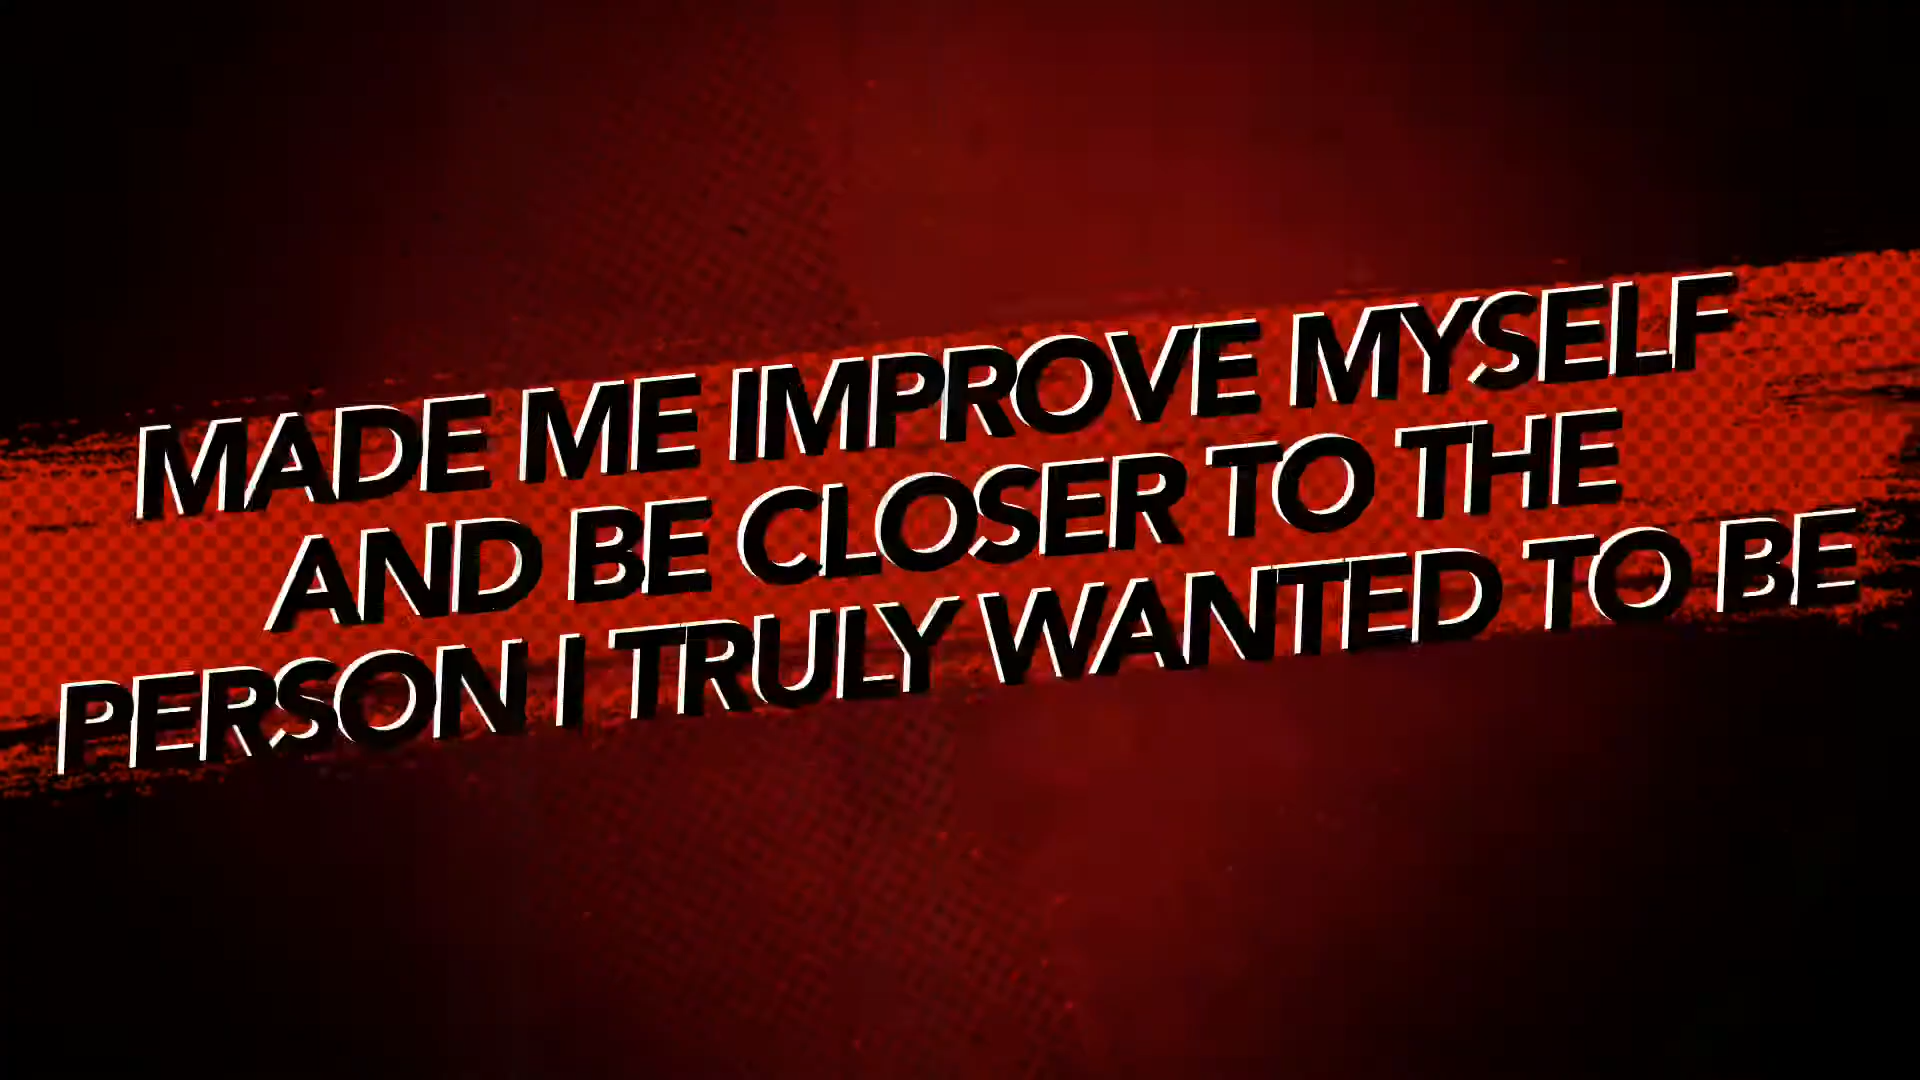 MADE ME IMPROVE MYSELF
AND BE CLOSER TO THE
PERSON I TRULY WANTED TO BE